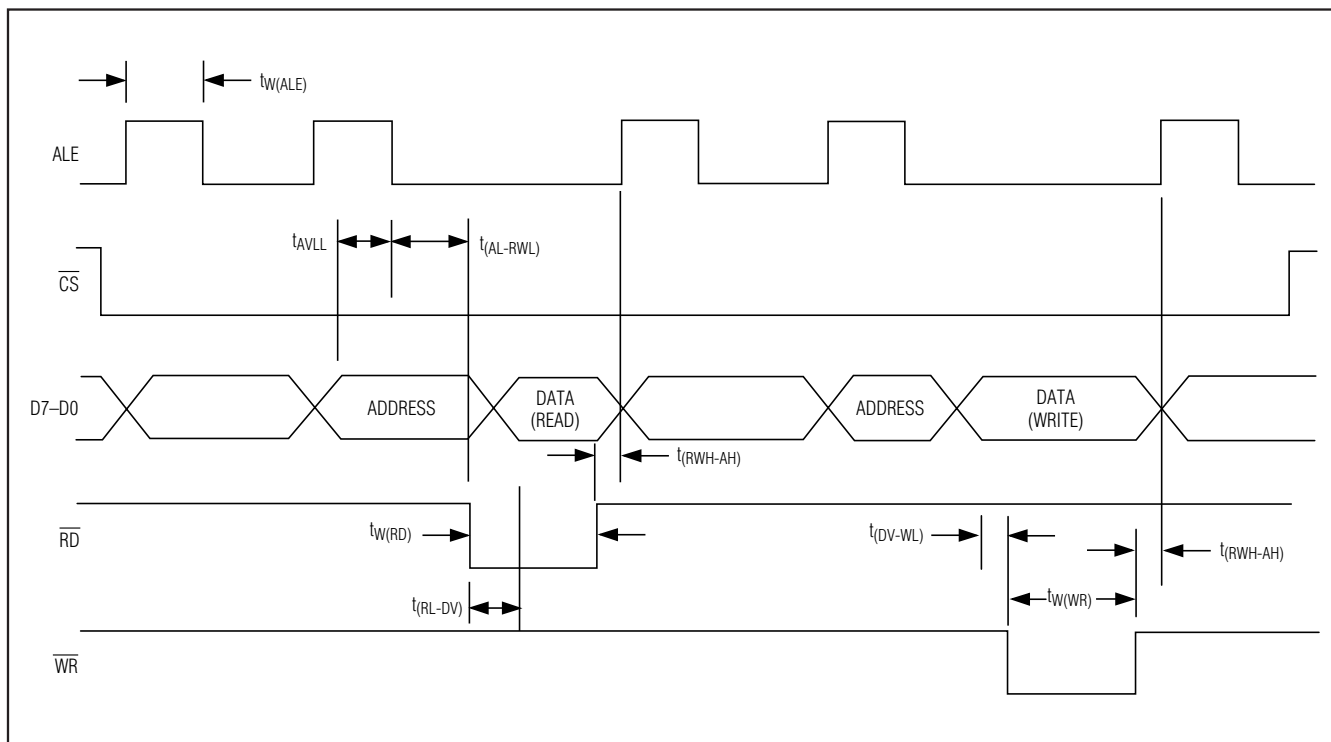 tW(ALE)
ALE
tAVLL
t(AL-RWL)
CS
D7–D0
ADDRESS
DATA
(READ)
ADDRESS
DATA
(WRITE)
t(RWH-AH)
RD
tW(RD)
t(DV-WL)
t(RWH-AH)
t(RL-DV)
tW(WR)
WR